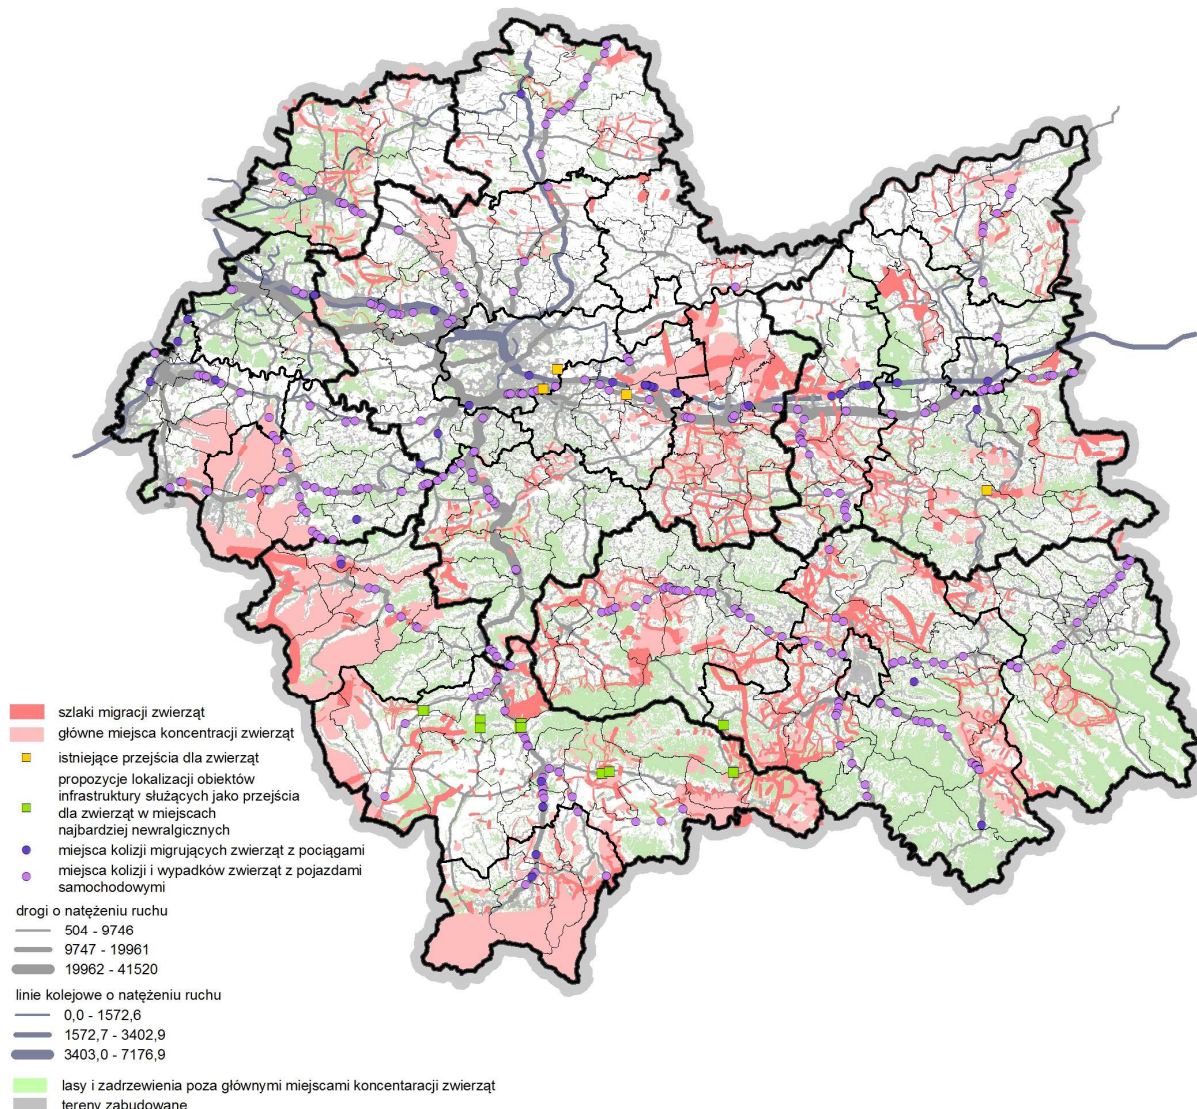 szlaki migracji zwierząt
główne miejsca koncentracji zwierząt
istniejące przejścia dla zwierząt
propozycje lokalizacji obiektów
infrastruktury służących jako przejścia
dla zwierząt w miejscach
najbardziej newralgicznych
miejsca kolizji migrujących zwierząt z pociągami
miejsca kolizji i wypadków zwierząt z pojazdami
samochodowymi
drogi o natężeniu ruchu
504 - 9746
9747 - 19961
19962 - 41520
linie kolejowe o natężeniu ruchu
0,0 - 1572,6
1572,7 - 3402,9
3403,0 - 7176,9
lasy i zadrzewienia poza głównymi miejscami koncentaracji zwierząt
tereny zabudowane